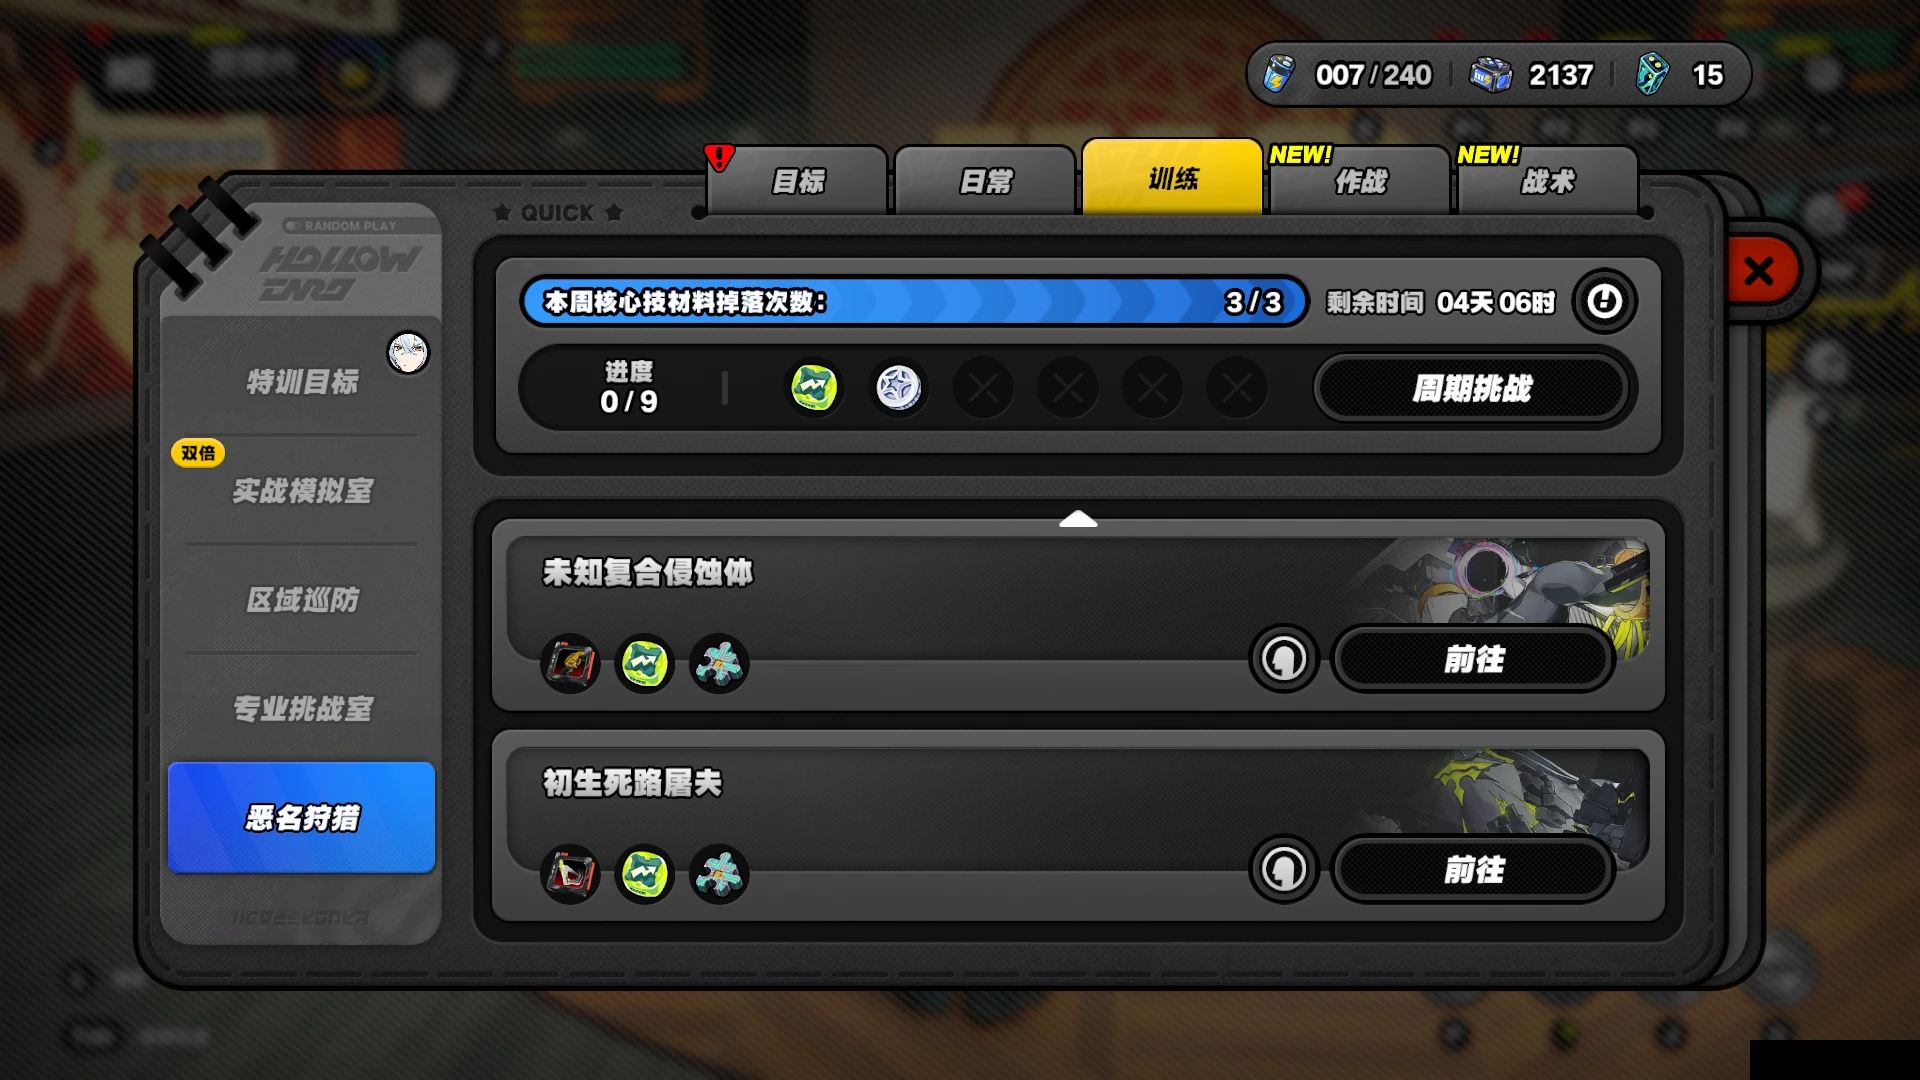 007/240
2137
15
目标
日常
训练
NEW!
作战
NEW!
战术
QUICK
RANDOM PLAY
HOLLOW
ZERO
本周核心技材料掉落次数:
3/3
剩余时间 04天 06时
进度
0/9
周期挑战
特训目标
双倍
实战模拟室
区域巡防
专业挑战室
恶名狩猎
未知复合侵蚀体
前往
初生死路屠夫
前往